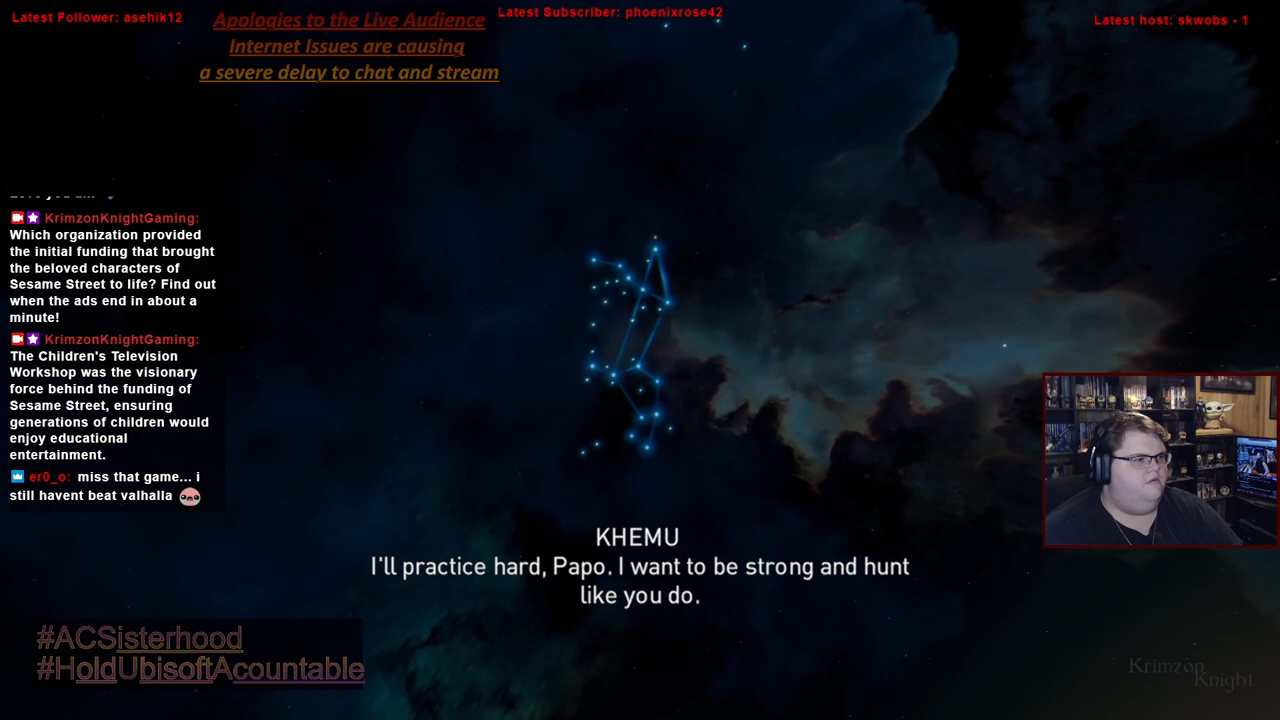 Latest Follower: asehik12
Apologies to the Live Audience
Internet Issues are causing
a severe delay to chat and stream
Latest Subscriber: phoenixrose42
Latest host: skwobs - 1
KrimzonKnightGaming:
Which organization provided
the initial funding that brought
the beloved characters of
Sesame Street to life? Find out
when the ads end in about a
minute!
KrimzonKnightGaming:
The Children's Television
Workshop was the visionary
force behind the funding of
Sesame Street, ensuring
generations of children would
enjoy educational
entertainment.
er0_o: miss that game... i
still havent beat valhalla
KHEMU
I'll practice hard, Papo. I want to be strong and hunt
like you do.
#ACSisterhood
#HoldUbisoftAcountable
Krimzon
Knight